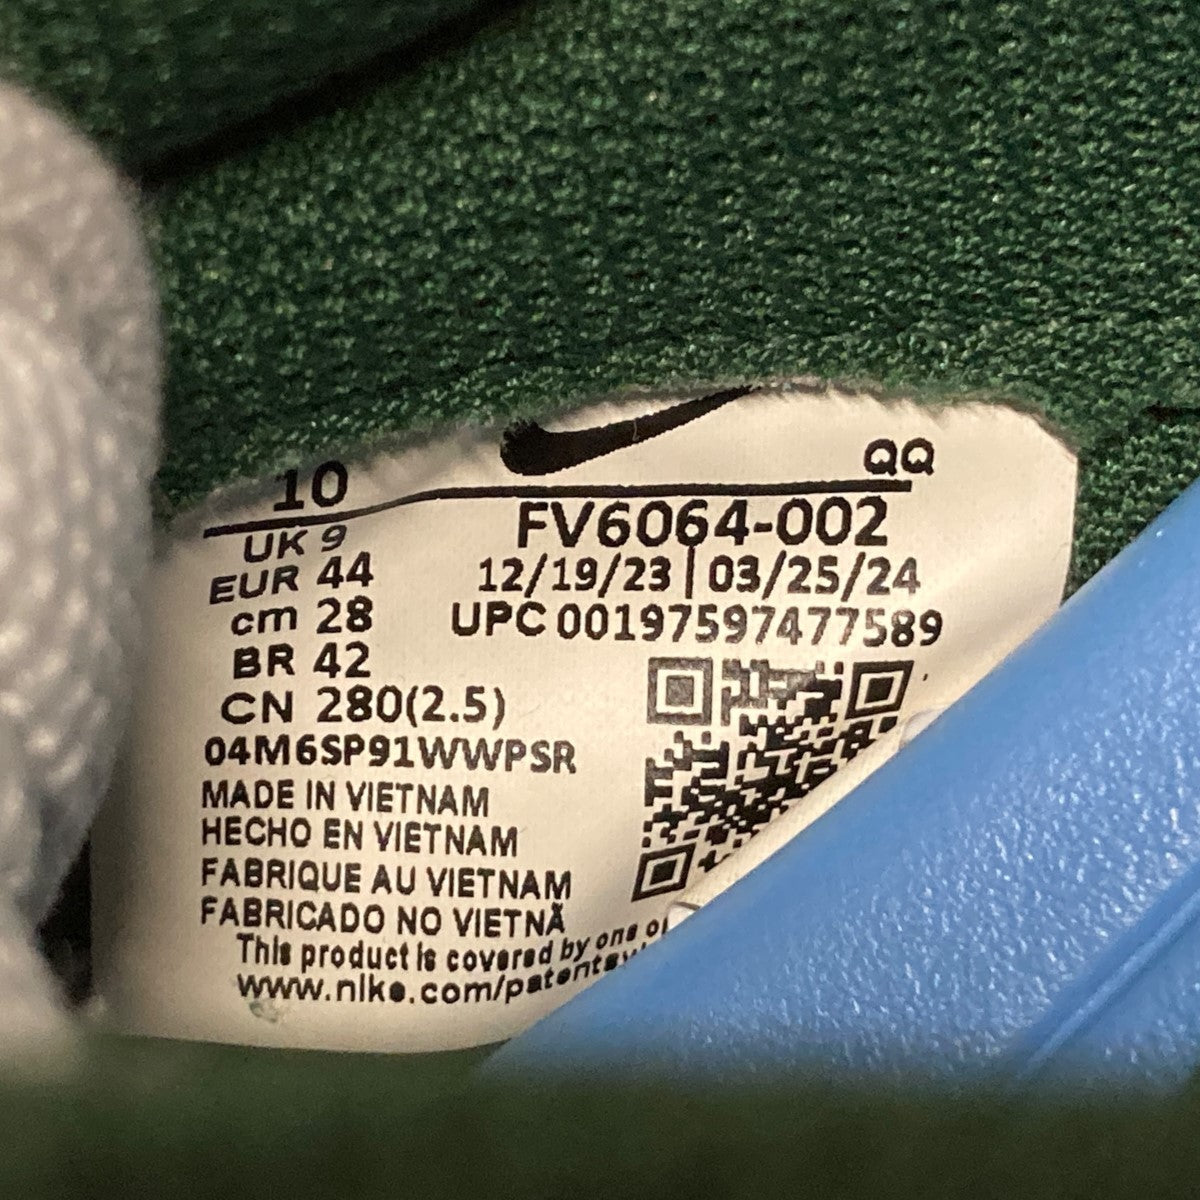 QQ
10
FV6064-002
UK 9
12/19/23 | 03/25/24
EUR 44
UPC 00197597477589
cm 28
BR 42
CN 280(2.5)
04M6SP91WWPSR
MADE IN VIETNAM
HECHO EN VIETNAM
FABRIQUE AU VIETNAM
FABRICADO NO VIETNÃ
This product is covered by one or
www.nike.com/patents